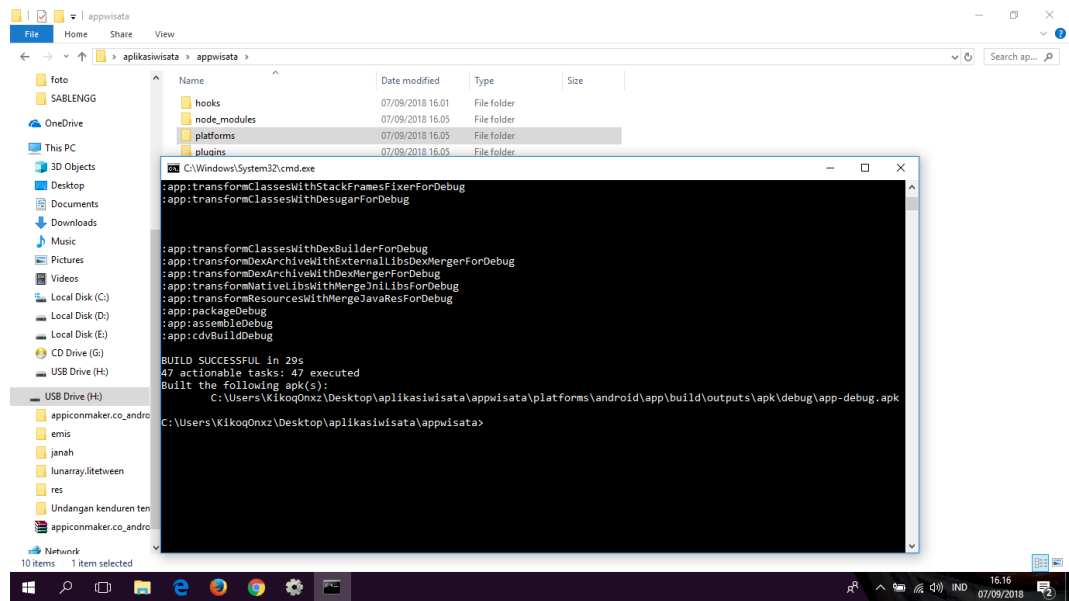 appwisata
File Home Share View
aplikasiwisata > appwisata >
Search ap...
Name Date modified Type Size
foto
SABLENGG
OneDrive
This PC
3D Objects
Desktop
Documents
Downloads
Music
Pictures
Videos
Local Disk (C:)
Local Disk (D:)
Local Disk (E:)
CD Drive (G:)
USB Drive (H:)
USB Drive (H:)
appiconmaker.co_andro
emis
janah
lunarray.litetween
res
Undangan kenduren ten
appiconmaker.co_andro
Network
hooks 07/09/2018 16.01 File folder
node_modules 07/09/2018 16.05 File folder
platforms 07/09/2018 16.05 File folder
plugins 07/09/2018 16.05 File folder
C:\Windows\System32\cmd.exe
:app:transformClassesWithStackFramesFixerForDebug
:app:transformClassesWithDesugarForDebug
:app:transformClassesWithDexBuilderForDebug
:app:transformDexArchiveWithExternalLibsDexMergerForDebug
:app:transformDexArchiveWithDexMergerForDebug
:app:transformNativeLibsWithMergeJniLibsForDebug
:app:transformResourcesWithMergeJavaResForDebug
:app:packageDebug
:app:assembleDebug
:app:cdvBuildDebug
BUILD SUCCESSFUL in 29s
47 actionable tasks: 47 executed
Built the following apk(s):
C:\Users\KikoqOnxz\Desktop\aplikasiwisata\appwisata\platforms\android\app\build\outputs\apk\debug\app-debug.apk
C:\Users\KikoqOnxz\Desktop\aplikasiwisata\appwisata>
10 items 1 item selected
IND
16.16
07/09/2018
2